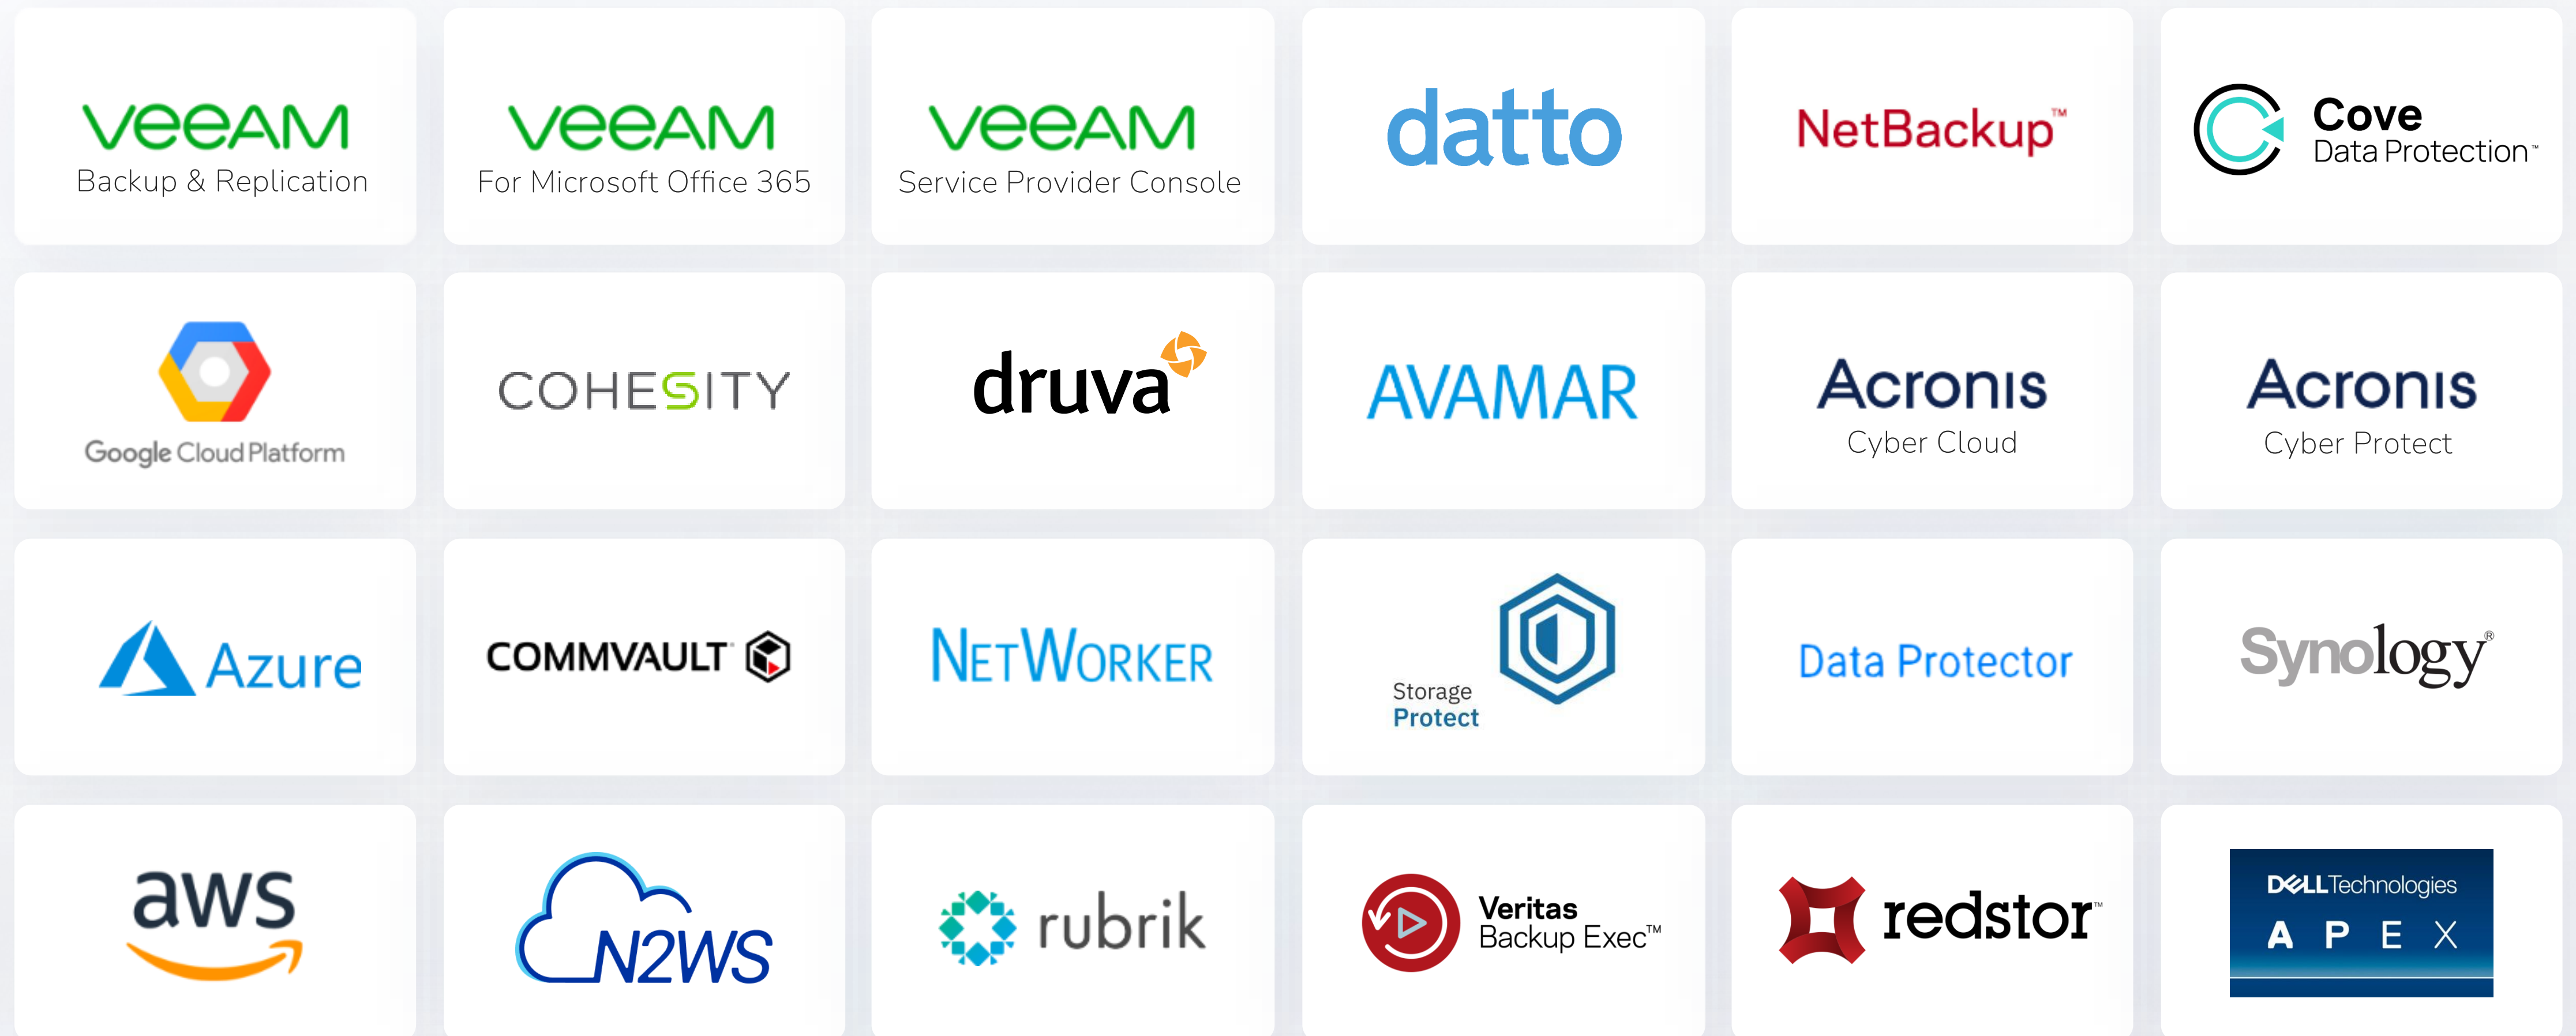 veeAM
Backup & Replication
veeAM
For Microsoft Office 365
veeAM
Service Provider Console
datto
NetBackup™
Cove
Data Protection™
Google Cloud Platform
COHESITY
druva
AVAMAR
Acronis
Cyber Cloud
Acronis
Cyber Protect
Azure
COMMVAULT
NETWORKER
Storage
Protect
Data Protector
Synology®
aws
N2WS
rubrik
Veritas
Backup Exec™
redstor™
DELLTechnologies
APEX